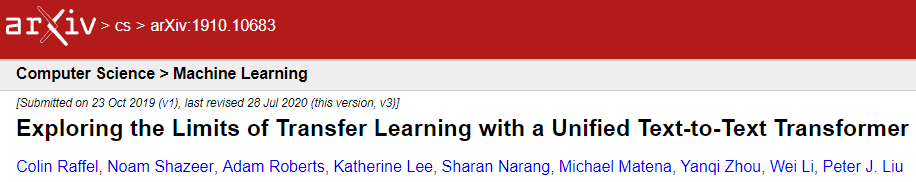 arXiv > cs > arXiv:1910.10683
Computer Science > Machine Learning
[Submitted on 23 Oct 2019 (v1), last revised 28 Jul 2020 (this version, v3)]
Exploring the Limits of Transfer Learning with a Unified Text-to-Text Transformer
Colin Raffel, Noam Shazeer, Adam Roberts, Katherine Lee, Sharan Narang, Michael Matena, Yanqi Zhou, Wei Li, Peter J. Liu